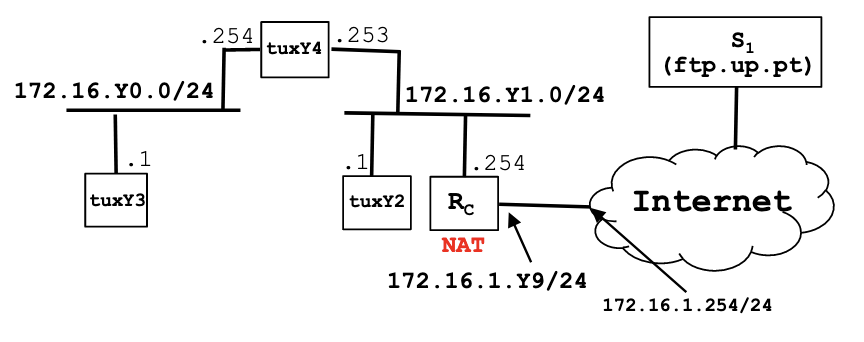 .254
tuxY4
.253
S1
(ftp.up.pt)
172.16.Y0.0/24
172.16.Y1.0/24
.1
.1
.254
tuxY3
tuxY2
RC
Internet
NAT
172.16.1.Y9/24
172.16.1.254/24